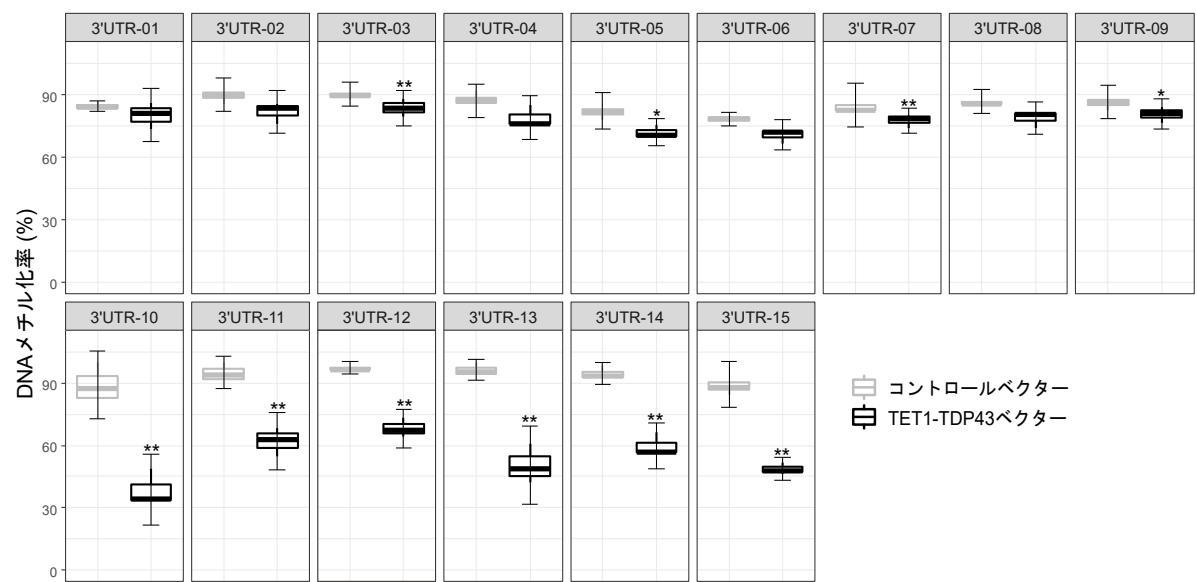 3'UTR-01 3'UTR-02 3'UTR-03 3'UTR-04 3'UTR-05 3'UTR-06 3'UTR-07 3'UTR-08 3'UTR-09
** * ** *
90
60
30
0
DNAメチル化率 (%)
3'UTR-10 3'UTR-11 3'UTR-12 3'UTR-13 3'UTR-14 3'UTR-15
** ** ** ** ** **
90
60
30
0
コントロールベクター
TET1-TDP43ベクター